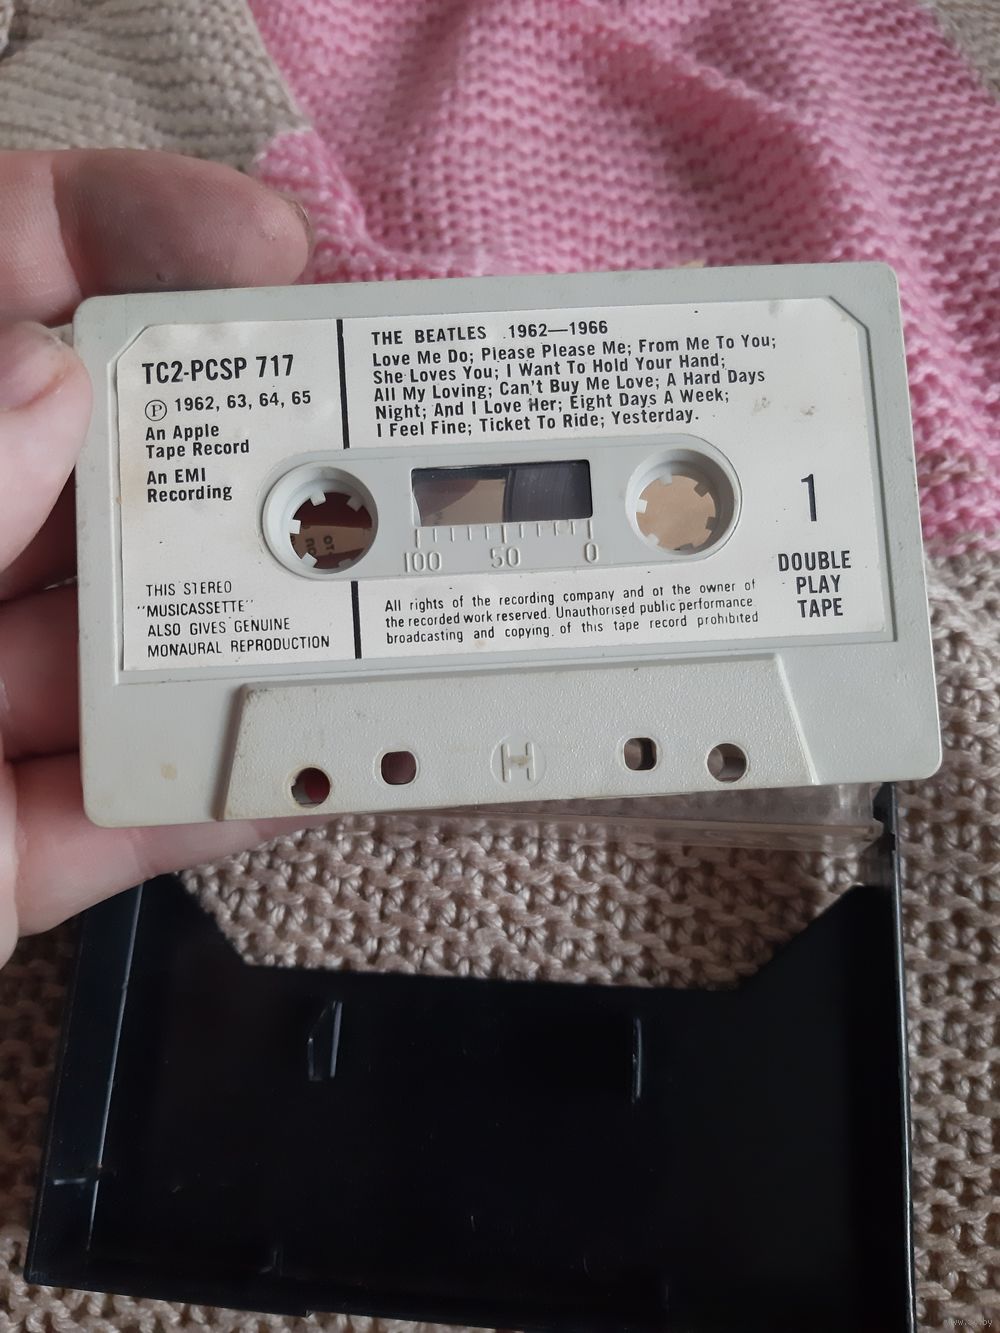 TC2-PCSP 717
Ⓟ 1962, 63, 64, 65
An Apple
Tape Record
An EMI
Recording
THIS STEREO
"MUSICASSETTE"
ALSO GIVES GENUINE
MONAURAL REPRODUCTION
THE BEATLES 1962—1966
Love Me Do; Please Please Me; From Me To You;
She Loves You; I Want To Hold Your Hand;
All My Loving; Can't Buy Me Love; A Hard Days
Night; And I Love Her; Eight Days A Week;
I Feel Fine; Ticket To Ride; Yesterday.
100 50 0
All rights of the recording company and of the owner of
the recorded work reserved. Unauthorised public performance
broadcasting and copying of this tape record prohibited
1
DOUBLE
PLAY
TAPE
H